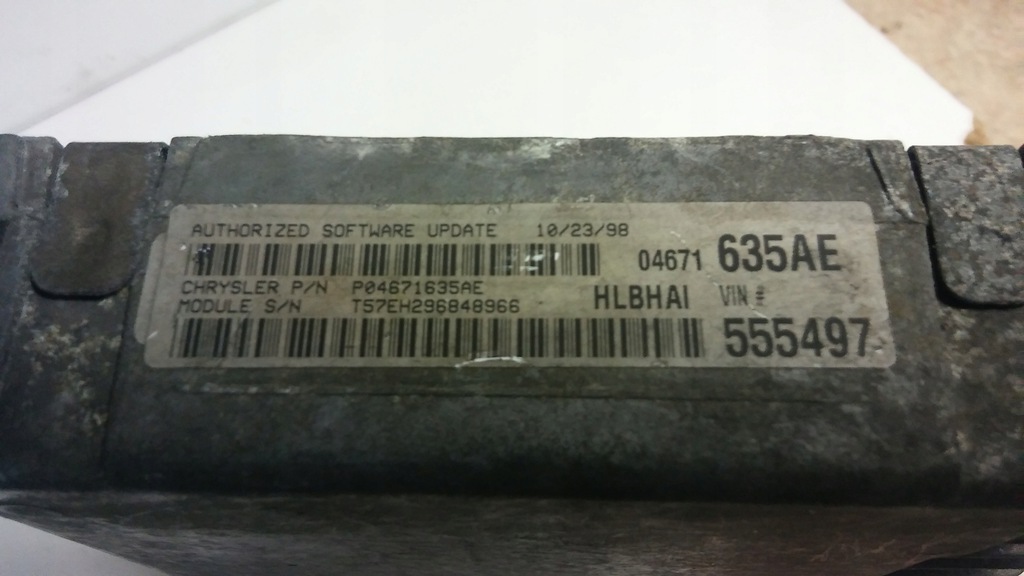 AUTHORIZED SOFTWARE UPDATE 10/23/98
04671 635AE
CHRYSLER P/N P04671635AE
HLBHAI VIN #
MODULE S/N T57EH296848966
555497